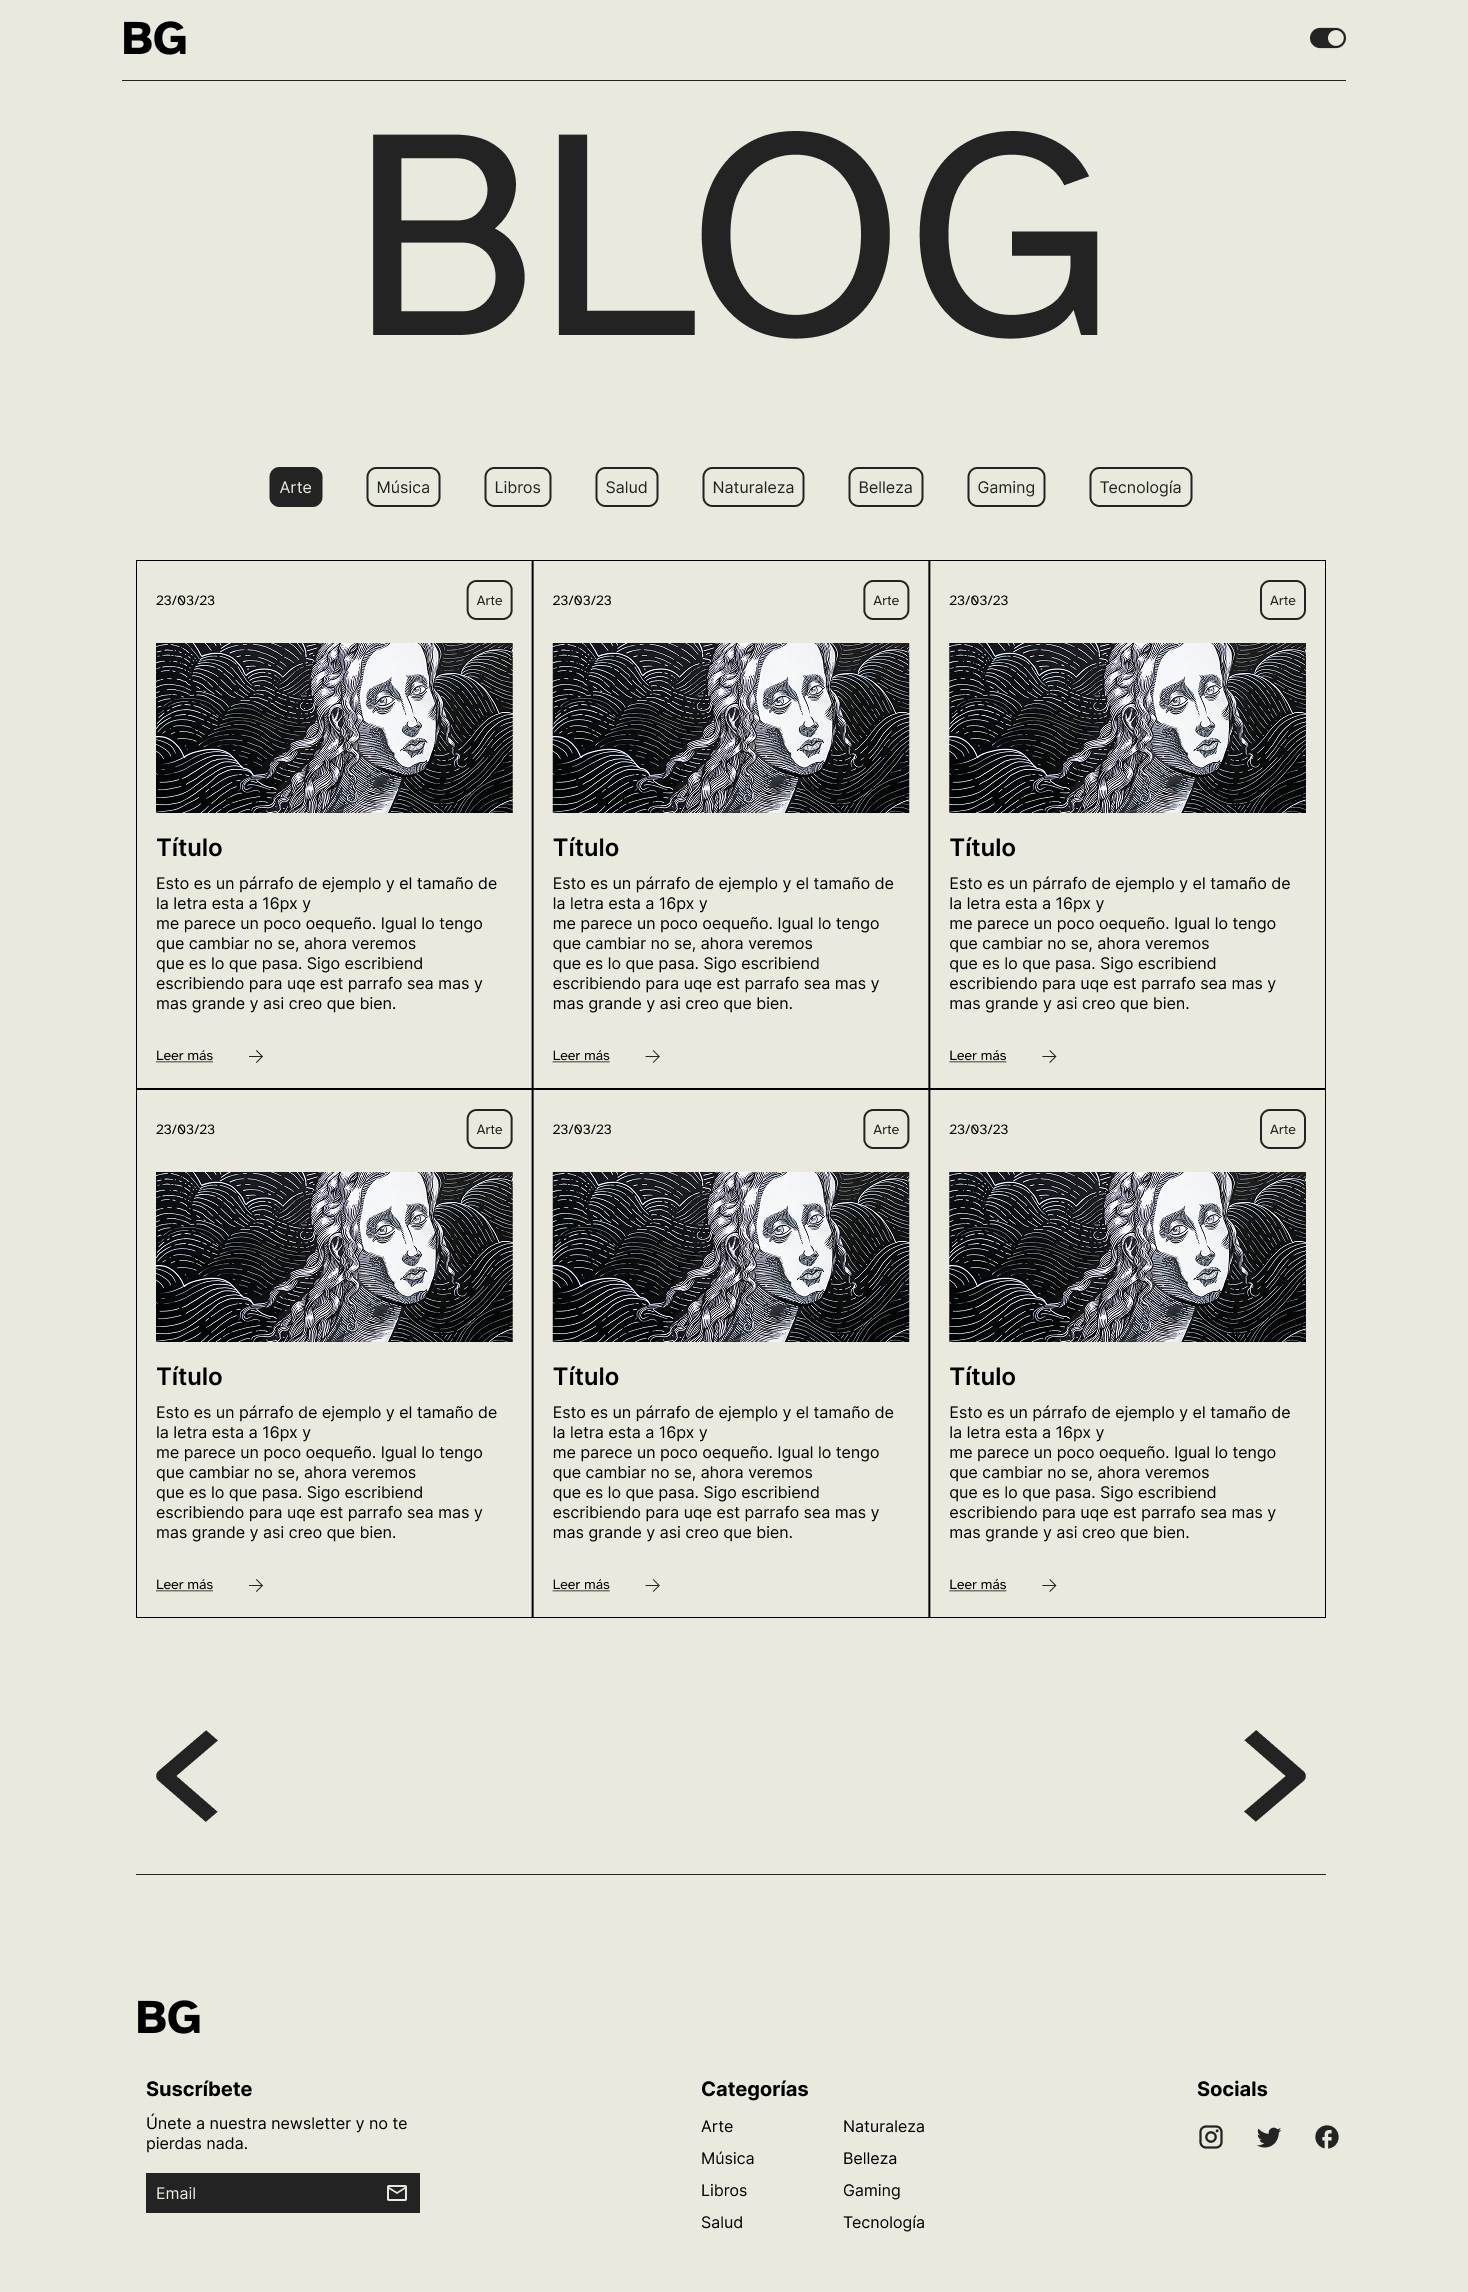 BG
BLOG
Arte
Música
Libros
Salud
Naturaleza
Belleza
Gaming
Tecnología
23/03/23
Arte
Título
Esto es un párrafo de ejemplo y el tamaño de
la letra esta a 16px y
me parece un poco oequeño. Igual lo tengo
que cambiar no se, ahora veremos
que es lo que pasa. Sigo escribiend
escribiendo para uqe est parrafo sea mas y
mas grande y asi creo que bien.
Leer más
23/03/23
Arte
Título
Esto es un párrafo de ejemplo y el tamaño de
la letra esta a 16px y
me parece un poco oequeño. Igual lo tengo
que cambiar no se, ahora veremos
que es lo que pasa. Sigo escribiend
escribiendo para uqe est parrafo sea mas y
mas grande y asi creo que bien.
Leer más
23/03/23
Arte
Título
Esto es un párrafo de ejemplo y el tamaño de
la letra esta a 16px y
me parece un poco oequeño. Igual lo tengo
que cambiar no se, ahora veremos
que es lo que pasa. Sigo escribiend
escribiendo para uqe est parrafo sea mas y
mas grande y asi creo que bien.
Leer más
23/03/23
Arte
Título
Esto es un párrafo de ejemplo y el tamaño de
la letra esta a 16px y
me parece un poco oequeño. Igual lo tengo
que cambiar no se, ahora veremos
que es lo que pasa. Sigo escribiend
escribiendo para uqe est parrafo sea mas y
mas grande y asi creo que bien.
Leer más
23/03/23
Arte
Título
Esto es un párrafo de ejemplo y el tamaño de
la letra esta a 16px y
me parece un poco oequeño. Igual lo tengo
que cambiar no se, ahora veremos
que es lo que pasa. Sigo escribiend
escribiendo para uqe est parrafo sea mas y
mas grande y asi creo que bien.
Leer más
23/03/23
Arte
Título
Esto es un párrafo de ejemplo y el tamaño de
la letra esta a 16px y
me parece un poco oequeño. Igual lo tengo
que cambiar no se, ahora veremos
que es lo que pasa. Sigo escribiend
escribiendo para uqe est parrafo sea mas y
mas grande y asi creo que bien.
Leer más
BG
Suscríbete
Únete a nuestra newsletter y no te
pierdas nada.
Email
Categorías
Arte
Música
Libros
Salud
Naturaleza
Belleza
Gaming
Tecnología
Socials